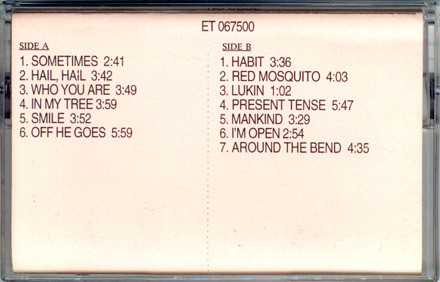 ET 067500
SIDE A
1. SOMETIMES 2:41
2. HAIL, HAiL 3:42
3. WHO YOU ARE 3:49
4. IN MY TREE 3:59
5. SMILE 3:52
6. OFF HE GOES 5:59
SIDE B
1. HABIT 3:36
2. RED MOSQUITO 4:03
3. LUKIN 1:02
4. PRESENT TENSE 5:47
5. MANKIND 3:29
6. I'M OPEN 2:54
7. AROUND THE BEND 4:35